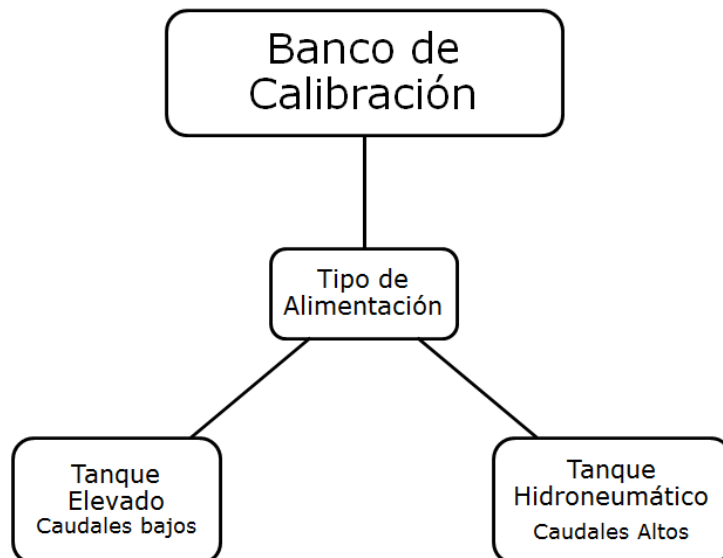 Banco de
Calibración
Tipo de
Alimentación
Tanque
Elevado
Caudales bajos
Tanque
Hidroneumático
Caudales Altos